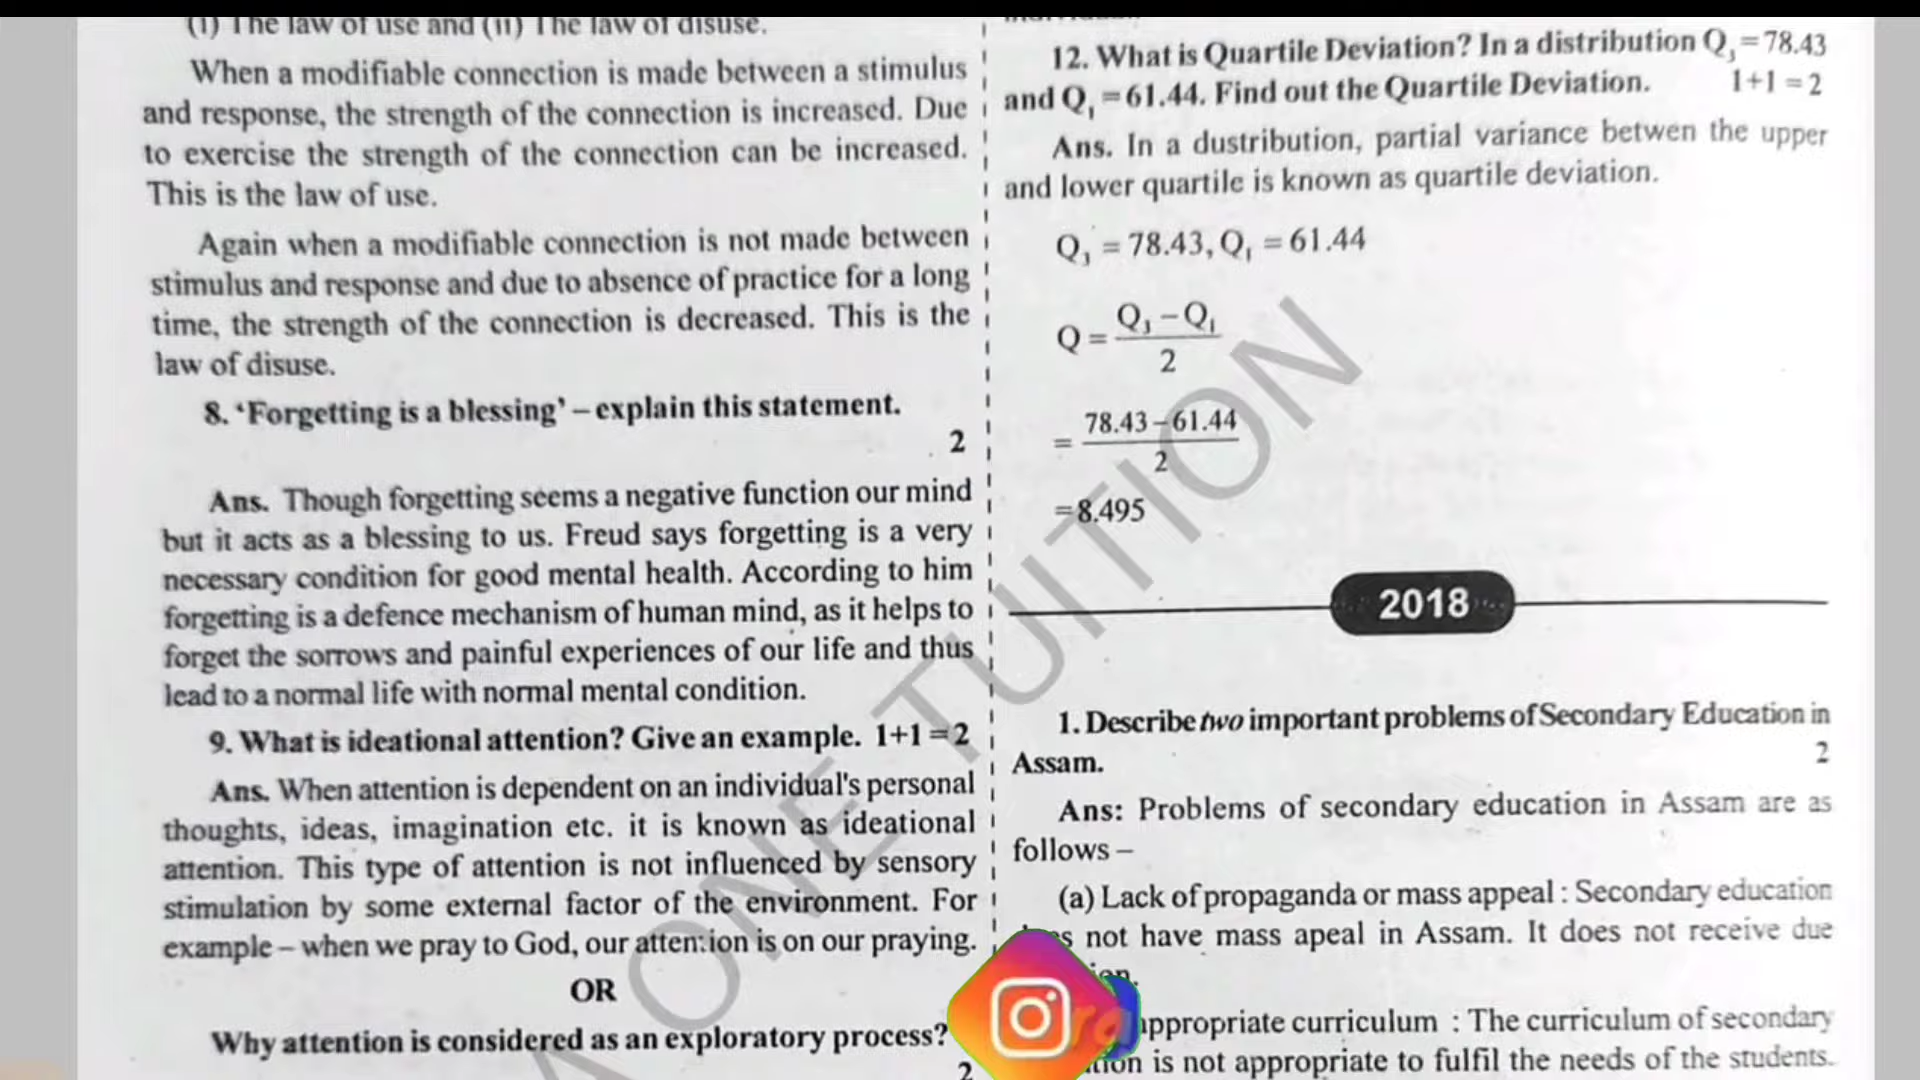 (i) The law of use and (ii) The law of disuse.
When a modifiable connection is made between a stimulus
and response, the strength of the connection is increased. Due
to exercise the strength of the connection can be increased.
This is the law of use.
Again when a modifiable connection is not made between
stimulus and response and due to absence of practice for a long
time, the strength of the connection is decreased. This is the
law of disuse.
8. ‘Forgetting is a blessing’ – explain this statement.
2
Ans. Though forgetting seems a negative function our mind
but it acts as a blessing to us. Freud says forgetting is a very
necessary condition for good mental health. According to him
forgetting is a defence mechanism of human mind, as it helps to
forget the sorrows and painful experiences of our life and thus
lead to a normal life with normal mental condition.
9. What is ideational attention? Give an example. 1+1=2
Ans. When attention is dependent on an individual's personal
thoughts, ideas, imagination etc. it is known as ideational
attention. This type of attention is not influenced by sensory
stimulation by some external factor of the environment. For
example – when we pray to God, our attention is on our praying.
OR
Why attention is considered as an exploratory process?
2
12. What is Quartile Deviation? In a distribution Q₃=78.43
and Q₁=61.44. Find out the Quartile Deviation. 1+1=2
Ans. In a dustribution, partial variance betwen the upper
and lower quartile is known as quartile deviation.
Q₃ = 78.43, Q₁ = 61.44
Q = Q₃ – Q₁
2
= 78.43 – 61.44
2
=8.495
2018
1. Describe two important problems of Secondary Education in
Assam. 2
Ans: Problems of secondary education in Assam are as
follows –
(a) Lack of propaganda or mass appeal : Secondary education
not have mass apeal in Assam. It does not receive due
appropriate curriculum : The curriculum of secondary
is not appropriate to fulfil the needs of the students.
A ONE TUITION